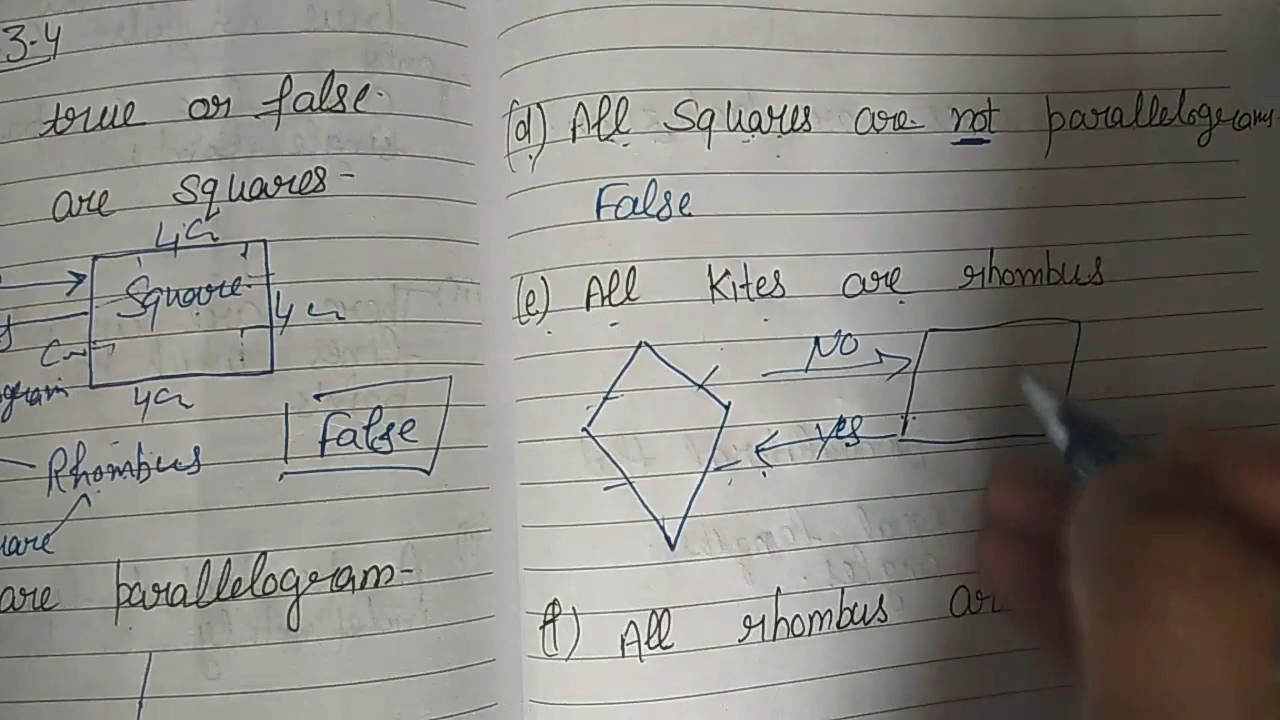 3.4
true or false.
are Squares-
4cm
Square
4cm
4cm
False
Rhombus
are parallelogram-
(d) All Squares are not parallelograms
False
(e) All Kites are rhombus
NO
yes
(f) All rhombus